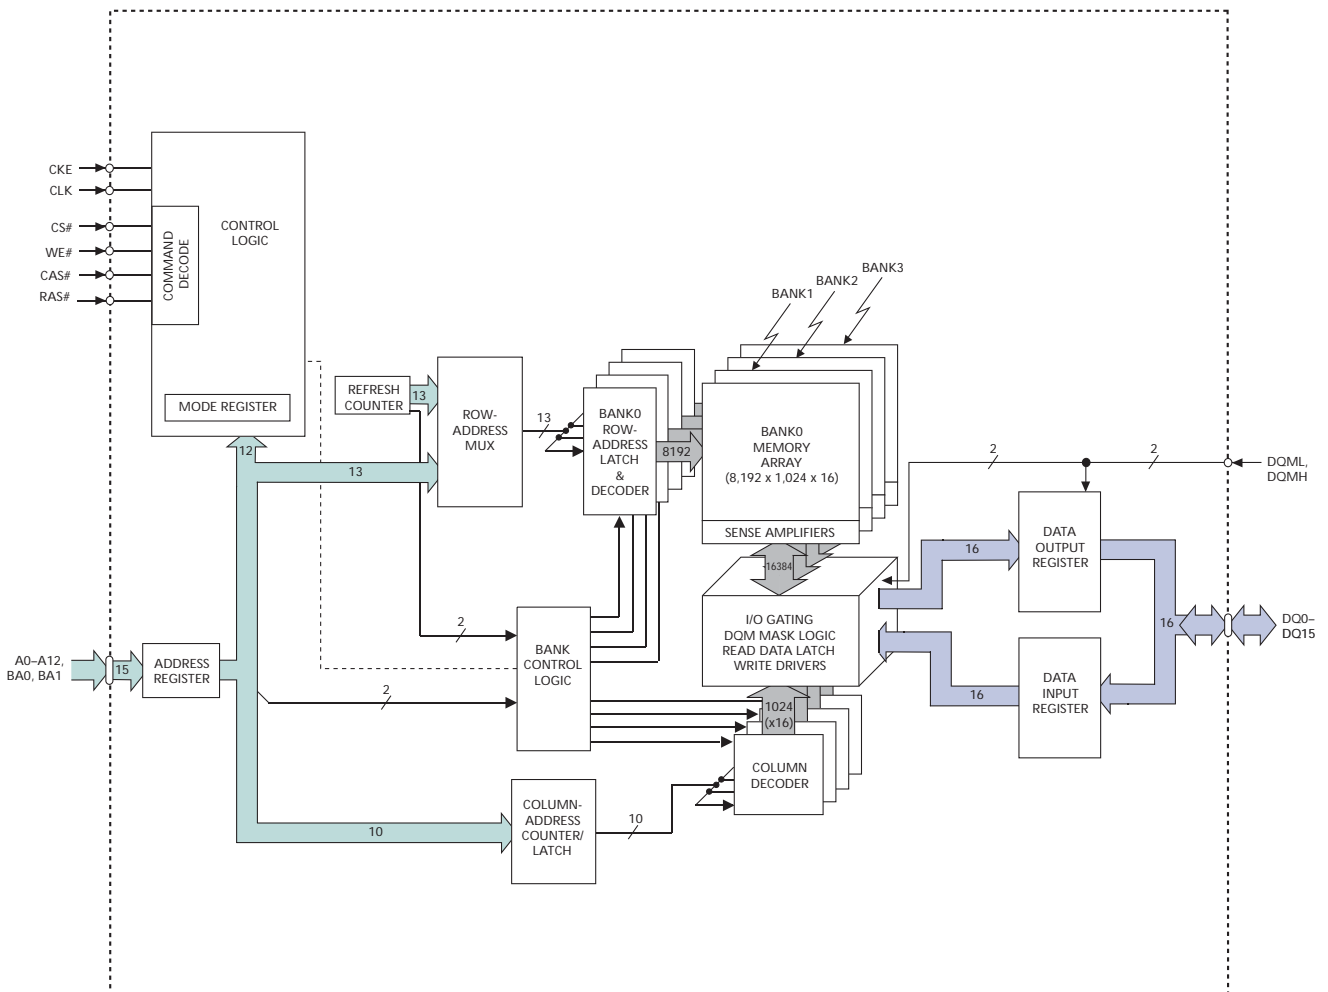 BANK3
BANK2
BANK1
CKE
CLK
CS#
WE#
CAS#
RAS#
COMMAND
DECODE
CONTROL
LOGIC
MODE REGISTER
12
REFRESH
COUNTER
13
13
ROW-
ADDRESS
MUX
13
BANK0
ROW-
ADDRESS
LATCH
&
DECODER
8192
BANK0
MEMORY
ARRAY
(8,192 x 1,024 x 16)
SENSE AMPLIFIERS
16384
2
2
DQML,
DQMH
DATA
OUTPUT
REGISTER
16
I/O GATING
DQM MASK LOGIC
READ DATA LATCH
WRITE DRIVERS
16
DQ0–
DQ15
16
DATA
INPUT
REGISTER
A0–A12,
BA0, BA1
15
ADDRESS
REGISTER
2
2
BANK
CONTROL
LOGIC
1024
(x16)
COLUMN
DECODER
10
COLUMN-
ADDRESS
COUNTER/
LATCH
10